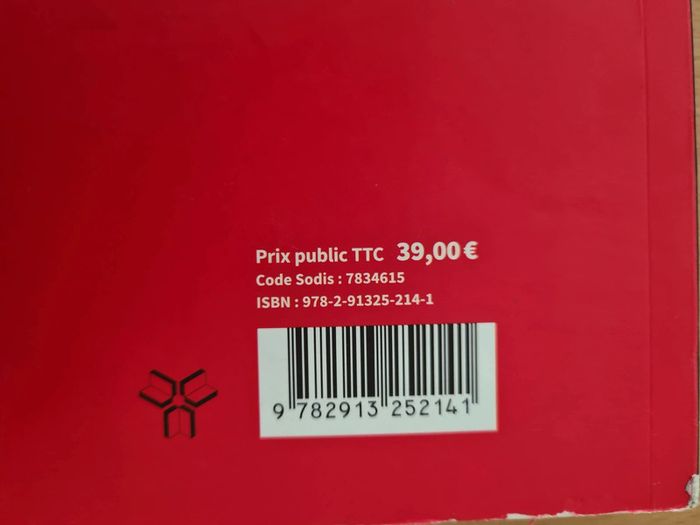 Prix public TTC 39,00 €
Code Sodis : 7834615
ISBN : 978-2-91325-214-1
9 782913 252141